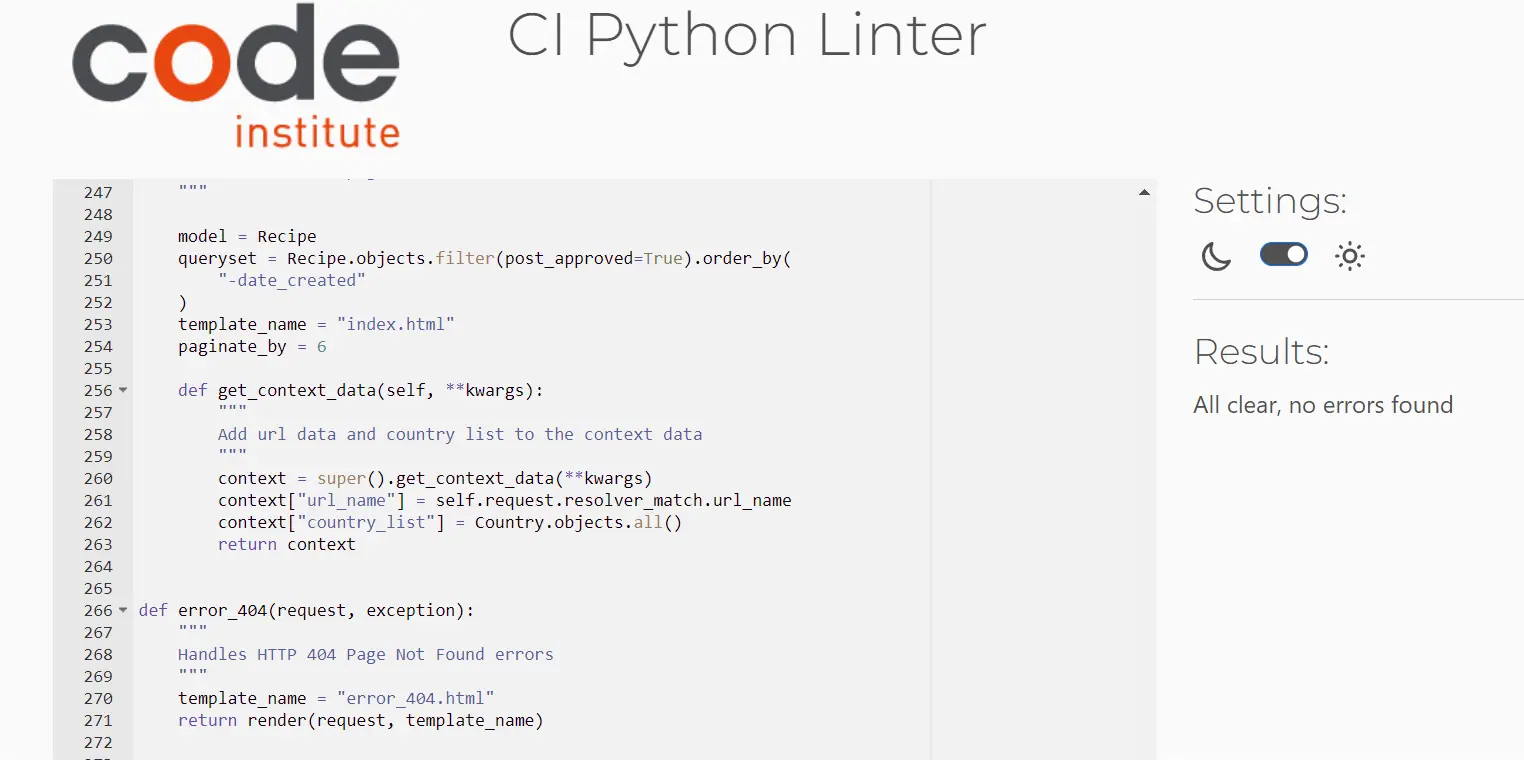 code
institute
CI Python Linter
247 """
248
249 model = Recipe
250 queryset = Recipe.objects.filter(post_approved=True).order_by(
251 "-date_created"
252 )
253 template_name = "index.html"
254 paginate_by = 6
255
256 def get_context_data(self, **kwargs):
257 """
258 Add url data and country list to the context data
259 """
260 context = super().get_context_data(**kwargs)
261 context["url_name"] = self.request.resolver_match.url_name
262 context["country_list"] = Country.objects.all()
263 return context
264
265
266 def error_404(request, exception):
267 """
268 Handles HTTP 404 Page Not Found errors
269 """
270 template_name = "error_404.html"
271 return render(request, template_name)
272
Settings:
Results:
All clear, no errors found